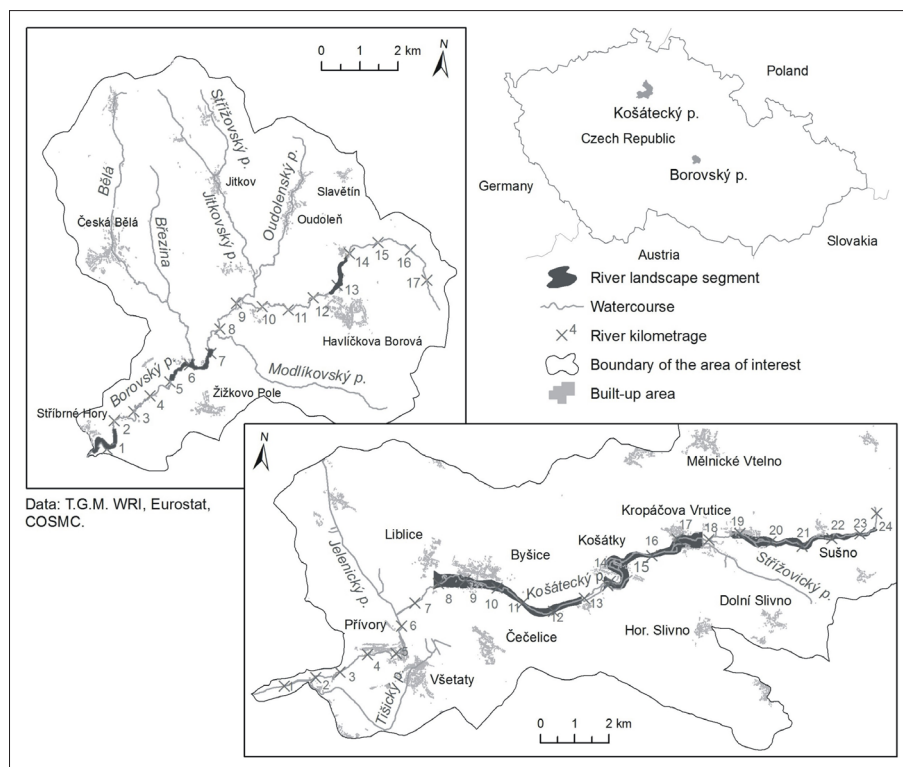 0 1 2 km
N
Bělá
Střížovský p.
Jitkov
Jitkovský p.
Oudolenský p.
Slavětín
Oudoleň
Česká Bělá
Březina
14
15
16
17
13
12
11
10
9
8
7
6
5
4
3
2
1
Havlíčkova Borová
Modlíkovský p.
Borovský p.
Žižkovo Pole
Stříbrné Hory
Data: T.G.M. WRI, Eurostat,
COSMC.
Poland
Košátecký p.
Czech Republic
Borovský p.
Germany
Slovakia
Austria
River landscape segment
Watercourse
4
River kilometrage
Boundary of the area of interest
Built-up area
N
Mělnické Vtelno
Kropáčova Vrutice
Liblice
Byšice
Košátky
Jelenický p.
Košátecký p.
Střížovický p.
Sušno
Přívory
Čečelice
Hor. Slivno
Dolní Slivno
Všetaty
Tišický p.
1
2
3
4
5
6
7
8
9
10
11
12
13
14
15
16
17
18
19
20
21
22
23
24
0 1 2 km